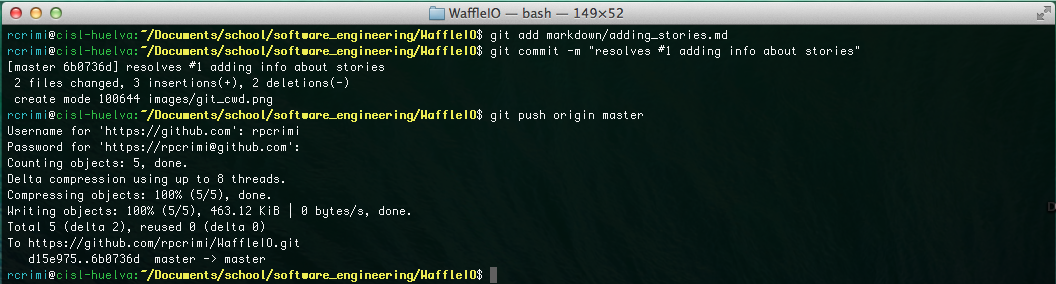 WaffleIO — bash — 149×52
rcrimi@cisl-huelva:~/Documents/school/software_engineering/WaffleIO$ git add markdown/adding_stories.md
rcrimi@cisl-huelva:~/Documents/school/software_engineering/WaffleIO$ git commit -m "resolves #1 adding info about stories"
[master 6b0736d] resolves #1 adding info about stories
 2 files changed, 3 insertions(+), 2 deletions(-)
 create mode 100644 images/git_cwd.png
rcrimi@cisl-huelva:~/Documents/school/software_engineering/WaffleIO$ git push origin master
Username for 'https://github.com': rpcrimi
Password for 'https://rpcrimi@github.com':
Counting objects: 5, done.
Delta compression using up to 8 threads.
Compressing objects: 100% (5/5), done.
Writing objects: 100% (5/5), 463.12 KiB | 0 bytes/s, done.
Total 5 (delta 2), reused 0 (delta 0)
To https://github.com/rpcrimi/WaffleIO.git
   d15e975..6b0736d  master -> master
rcrimi@cisl-huelva:~/Documents/school/software_engineering/WaffleIO$